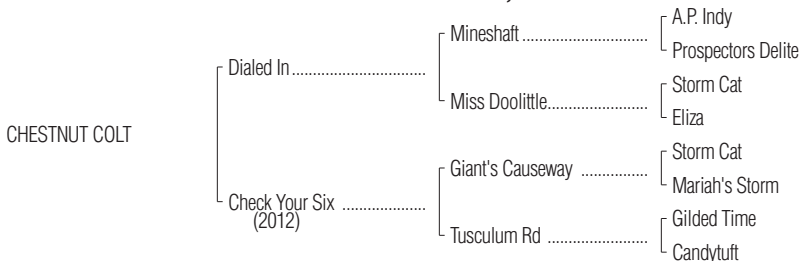 A.P. Indy
Mineshaft
Prospectors Delite
Dialed In
Storm Cat
Miss Doolittle
Eliza
CHESTNUT COLT
Storm Cat
Giant's Causeway
Mariah's Storm
Check Your Six
(2012)
Gilded Time
Tusculum Rd
Candytuft